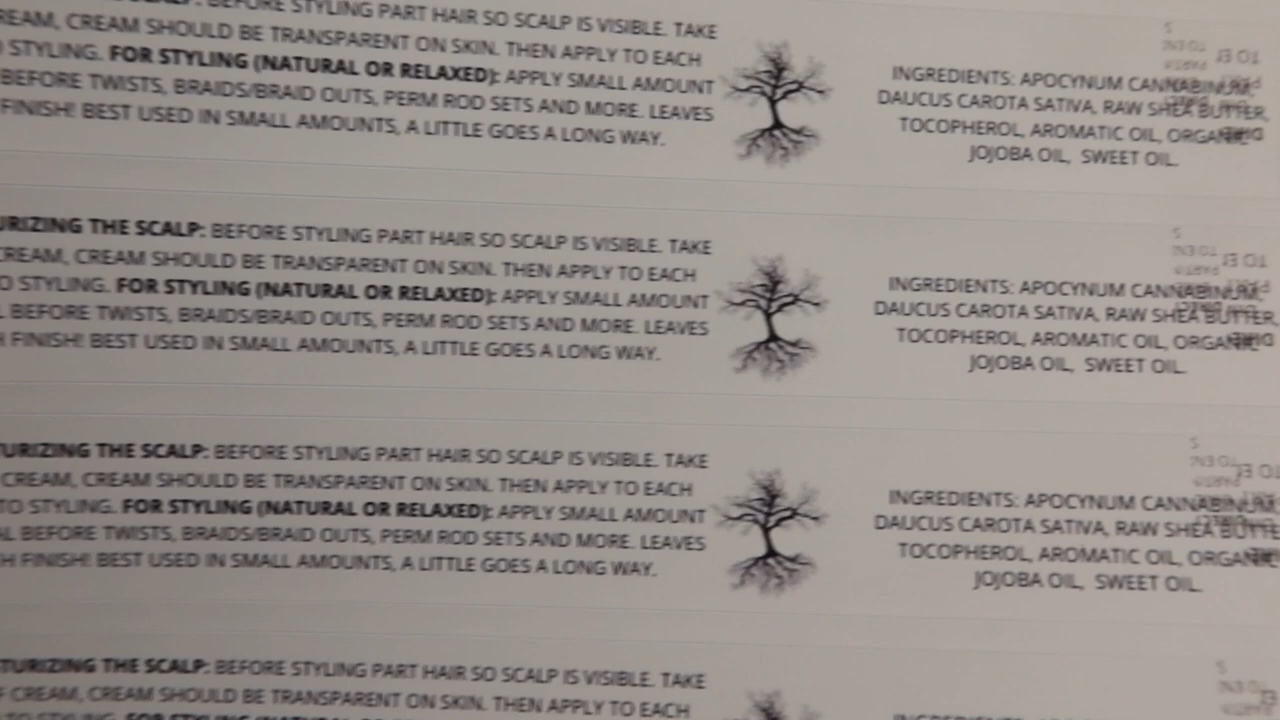 BEFORE STYLING PART HAIR SO SCALP IS VISIBLE. TAKE
CREAM, CREAM SHOULD BE TRANSPARENT ON SKIN. THEN APPLY TO EACH
STYLING. FOR STYLING (NATURAL OR RELAXED): APPLY SMALL AMOUNT
BEFORE TWISTS, BRAIDS/BRAID OUTS, PERM ROD SETS AND MORE. LEAVES
FINISH! BEST USED IN SMALL AMOUNTS, A LITTLE GOES A LONG WAY.
INGREDIENTS: APOCYNUM CANNABINUM,
DAUCUS CAROTA SATIVA, RAW SHEA BUTTER,
TOCOPHEROL, AROMATIC OIL, ORGANIC
JOJOBA OIL, SWEET OIL.
URIZING THE SCALP: BEFORE STYLING PART HAIR SO SCALP IS VISIBLE. TAKE
CREAM, CREAM SHOULD BE TRANSPARENT ON SKIN. THEN APPLY TO EACH
O STYLING. FOR STYLING (NATURAL OR RELAXED): APPLY SMALL AMOUNT
L BEFORE TWISTS, BRAIDS/BRAID OUTS, PERM ROD SETS AND MORE. LEAVES
H FINISH! BEST USED IN SMALL AMOUNTS, A LITTLE GOES A LONG WAY.
INGREDIENTS: APOCYNUM CANNABINUM,
DAUCUS CAROTA SATIVA, RAW SHEA BUTTER,
TOCOPHEROL, AROMATIC OIL, ORGANIC
JOJOBA OIL, SWEET OIL.
TURIZING THE SCALP: BEFORE STYLING PART HAIR SO SCALP IS VISIBLE. TAKE
CREAM, CREAM SHOULD BE TRANSPARENT ON SKIN. THEN APPLY TO EACH
TO STYLING. FOR STYLING (NATURAL OR RELAXED): APPLY SMALL AMOUNT
AL BEFORE TWISTS, BRAIDS/BRAID OUTS, PERM ROD SETS AND MORE. LEAVES
H FINISH! BEST USED IN SMALL AMOUNTS, A LITTLE GOES A LONG WAY.
INGREDIENTS: APOCYNUM CANNABINUM,
DAUCUS CAROTA SATIVA, RAW SHEA BUTTE
TOCOPHEROL, AROMATIC OIL, ORGANIC
JOJOBA OIL, SWEET OIL.
TURIZING THE SCALP: BEFORE STYLING PART HAIR SO SCALP IS VISIBLE. TAKE
F CREAM, CREAM SHOULD BE TRANSPARENT ON SKIN. THEN APPLY TO EACH